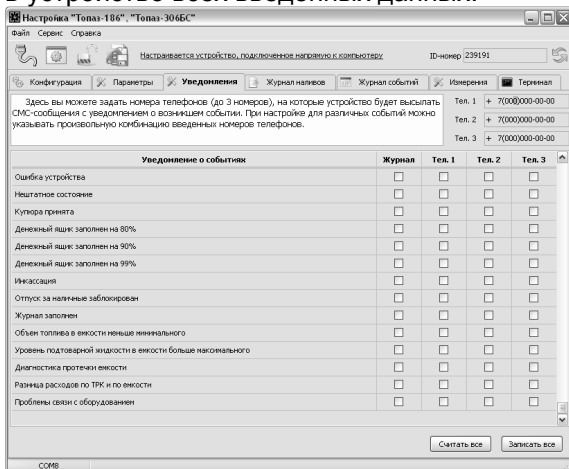 в устройство всех введенных данных.
Настройка "Топаз-186", "Топаз-306БС"
Файл Сервис Справка
Настраивается устройство, подключенное напрямую к компьютеру ID-номер 239191
Конфигурация Параметры Уведомления Журнал наливов Журнал событий Измерения Терминал
Здесь вы можете задать номера телефонов (до 3 номеров), на которые устройство будет высылать
СМС-сообщения с уведомлением о возникшем событии. При настройке для различных событий можно
указывать произвольную комбинацию введенных номеров телефонов.
Тел. 1 + 7(000)000-00-00
Тел. 2 + 7(000)000-00-00
Тел. 3 + 7(000)000-00-00
Уведомление о событиях Журнал Тел. 1 Тел. 2 Тел. 3
Ошибка устройства
Нештатное состояние
Купюра принята
Денежный ящик заполнен на 80%
Денежный ящик заполнен на 90%
Денежный ящик заполнен на 99%
Инкассация
Отпуск за наличные заблокирован
Журнал заполнен
Объем топлива в емкости меньше минимального
Уровень подтоварной жидкости в емкости больше максимального
Диагностика протечки емкости
Разница расходов по ТРК и по емкости
Проблемы связи с оборудованием
Считать все Записать все
COM8